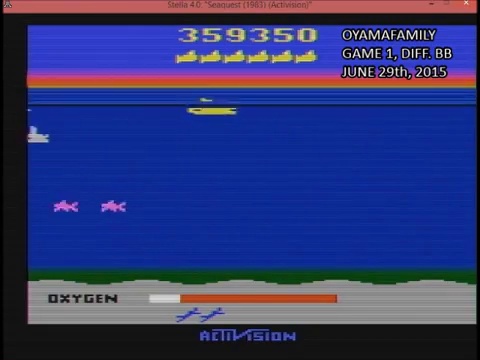 Stella 4.0: "Seaquest (1983) (Activision)"
359350
OYAMAFAMILY
GAME 1, DIFF. BB
JUNE 29th, 2015
OXYGEN
ACTIVISION